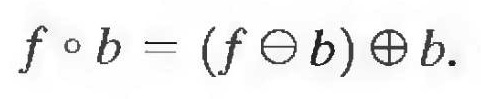 f ∘ b = (f ⊖ b) ⊕ b.